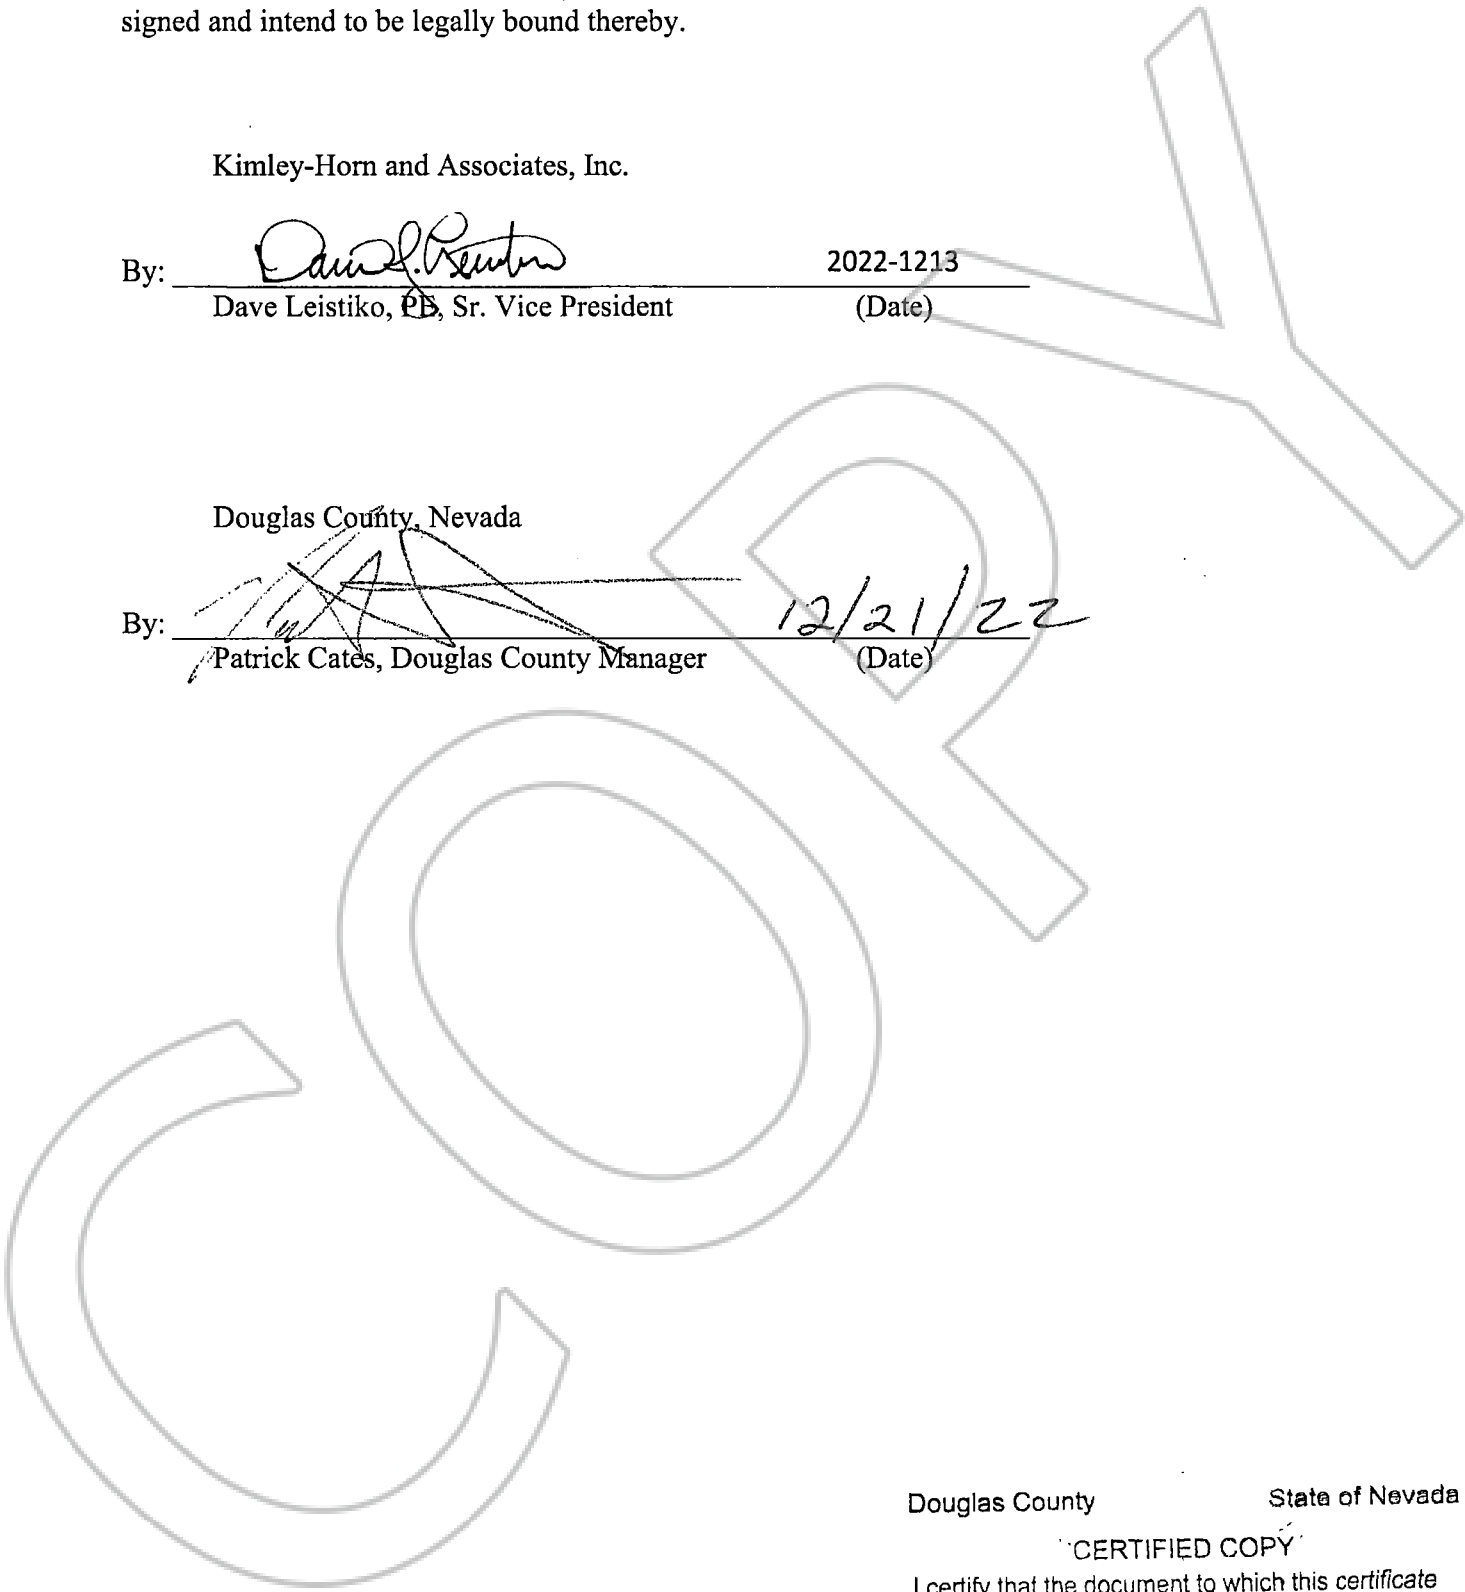 signed and intend to be legally bound thereby.
Kimley-Horn and Associates, Inc.
By: 2022-1213
Dave Leistiko, PE, Sr. Vice President (Date)
Douglas County, Nevada
By: 12/21/22
Patrick Cates, Douglas County Manager (Date)
COPY
Douglas County State of Nevada
CERTIFIED COPY
I certify that the document to which this certificate